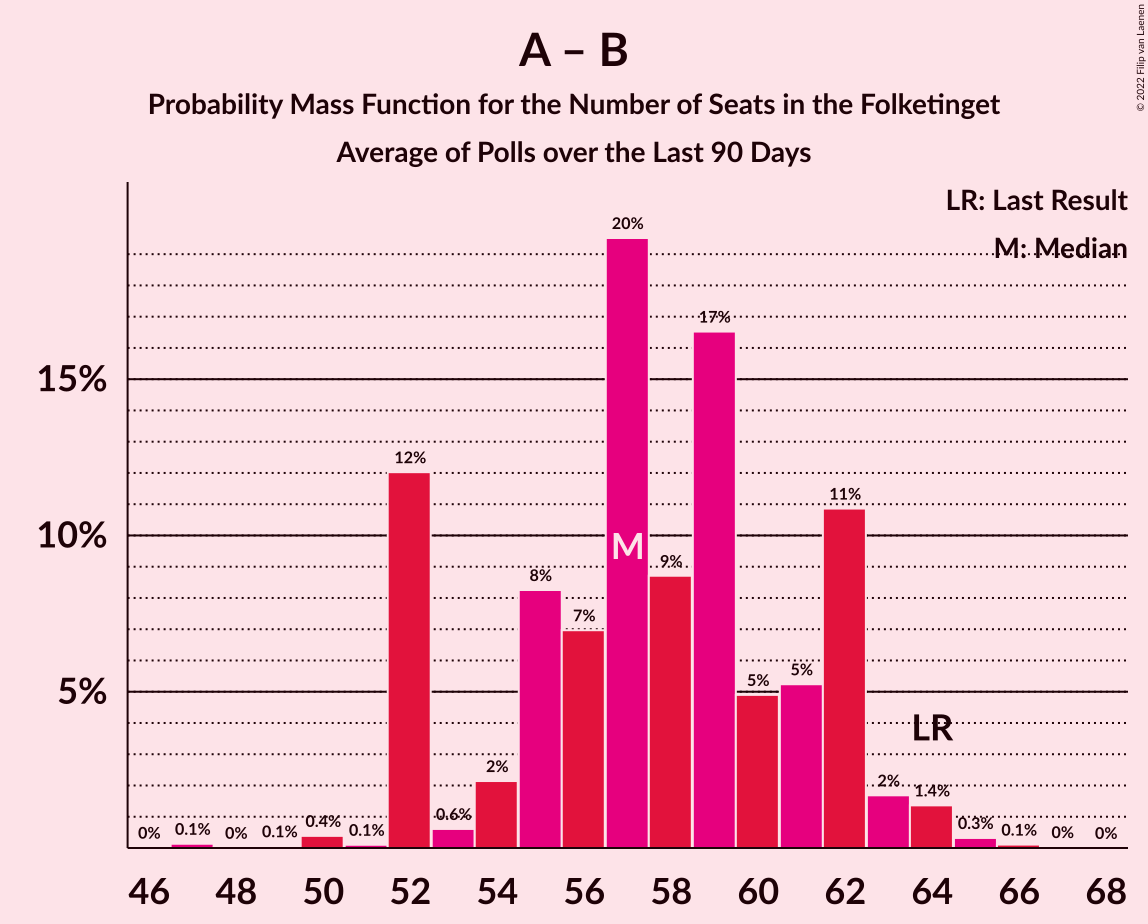 A – B
Probability Mass Function for the Number of Seats in the Folketinget
Average of Polls over the Last 90 Days
© 2022 Filip van Laenen
LR: Last Result
M: Median
15%
10%
5%
0%
0.1%
0%
0.1%
0.4%
0.1%
12%
0.6%
2%
8%
7%
20%
9%
17%
5%
5%
11%
2%
1.4%
0.3%
0.1%
0%
0%
M
LR
46 48 50 52 54 56 58 60 62 64 66 68